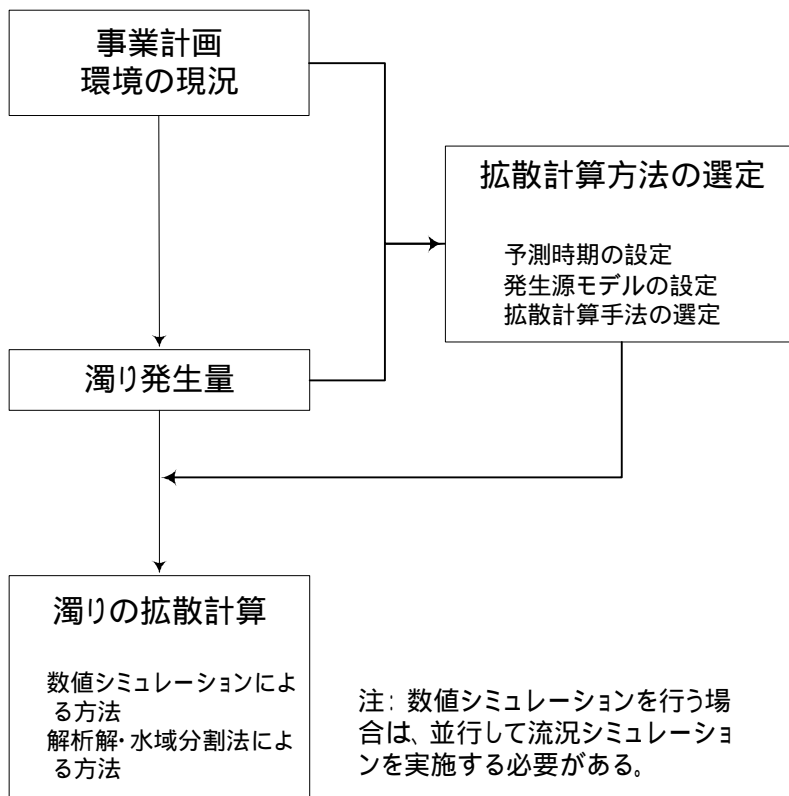 事業計画
環境の現況
拡散計算方法の選定
予測時期の設定
発生源モデルの設定
拡散計算手法の選定
濁り発生量
濁りの拡散計算
数値シミュレーションによ
る方法
解析解・水域分割法によ
る方法
注: 数値シミュレーションを行う場
合は、並行して流況シミュレーショ
ンを実施する必要がある。